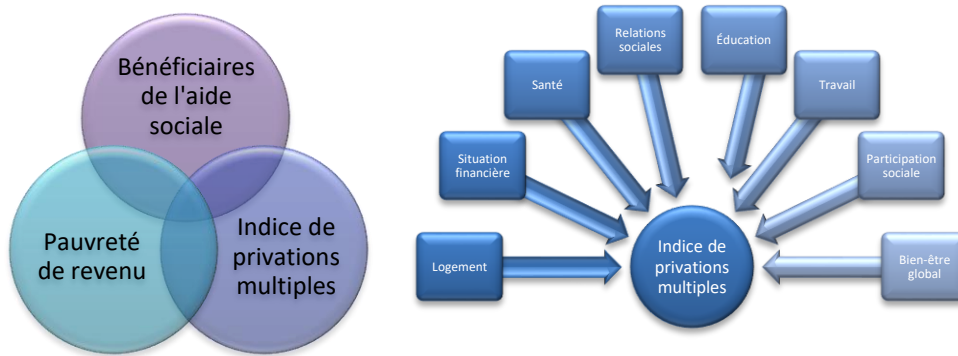 Bénéficiaires
de l'aide
sociale
Pauvreté
de revenu
Indice de
privations
multiples
Logement
Situation
financière
Santé
Relations
sociales
Éducation
Travail
Participation
sociale
Bien-être
global
Indice de
privations
multiples